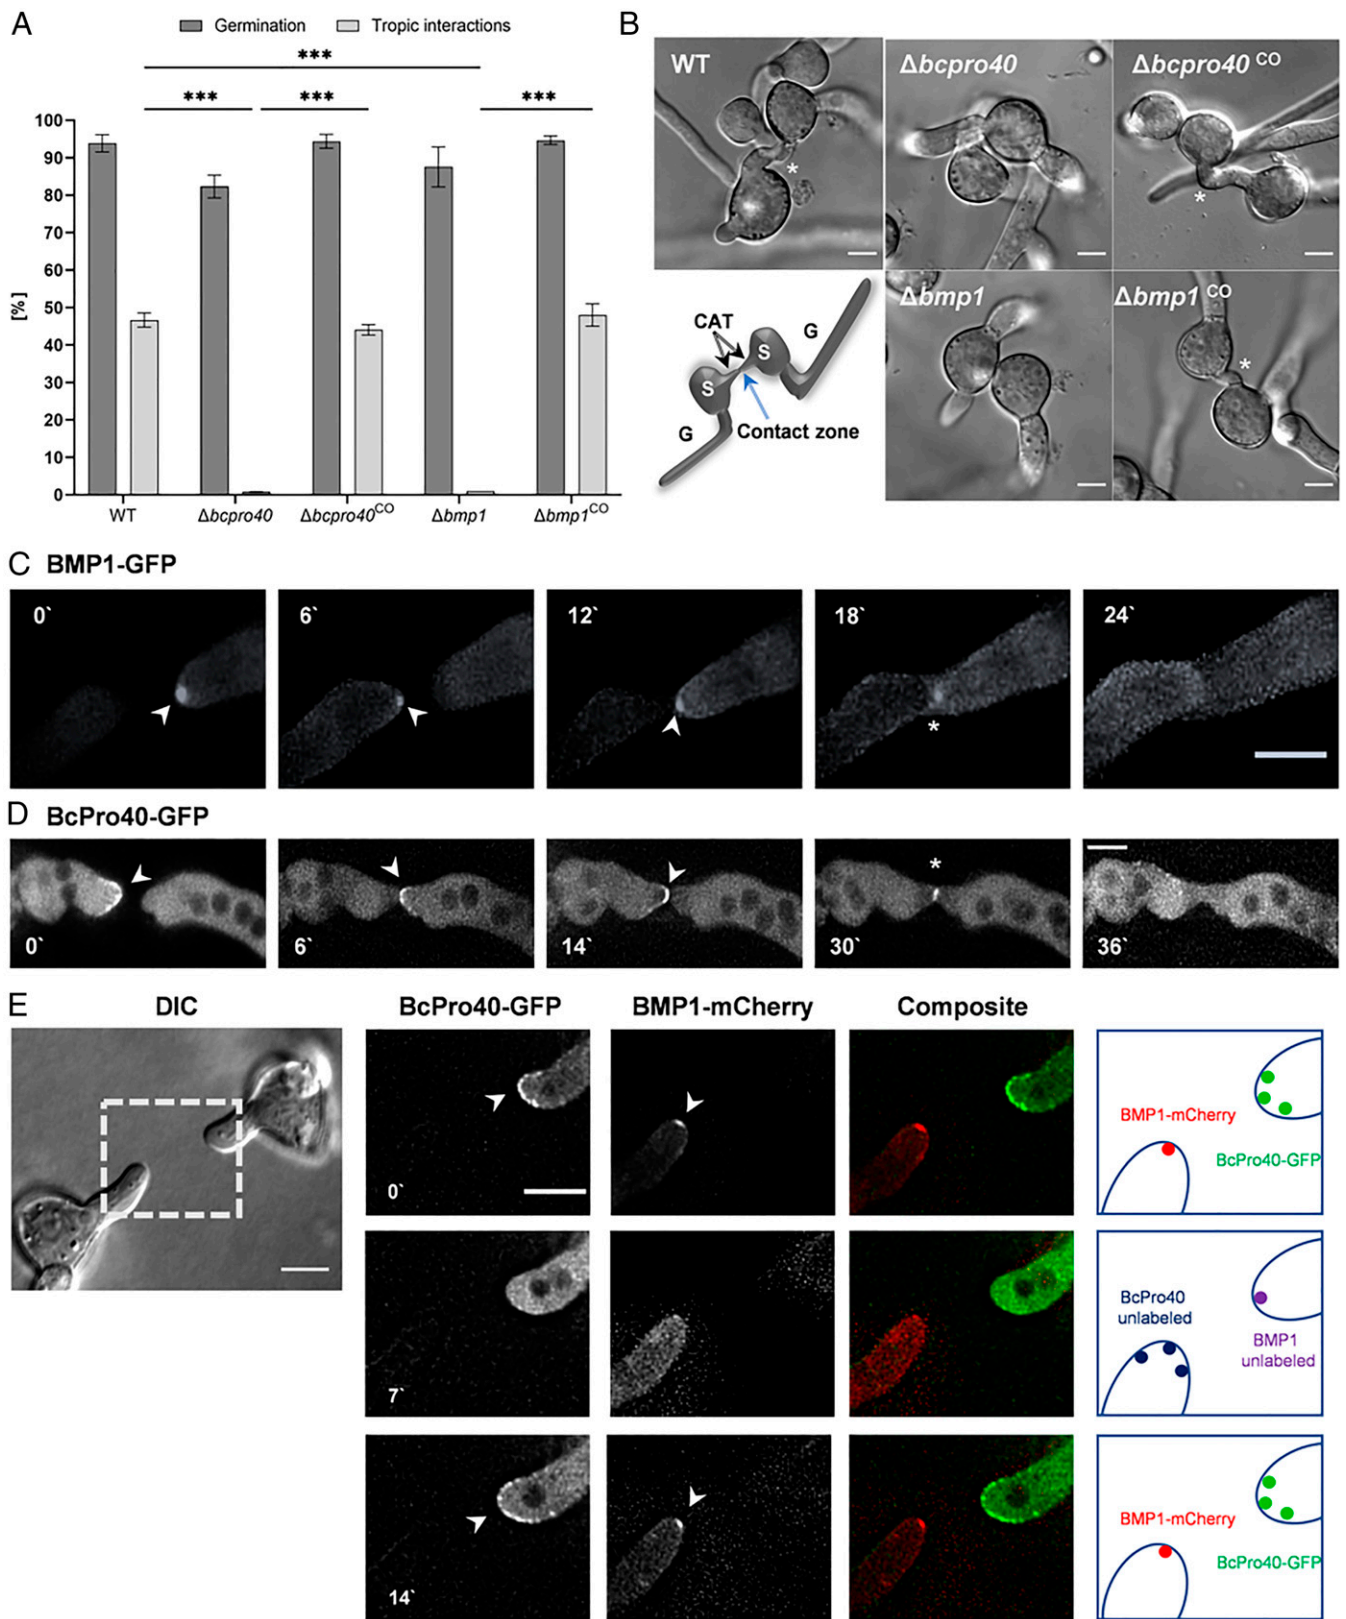 A
Germination
Tropic interactions
***
*** *** ***
100
90
80
70
60
50
40
30
20
10
0
[%]
WT Δbcpro40 Δbcpro40CO Δbmp1 Δbmp1CO
B
WT
*
Δbcpro40
Δbcpro40 CO
*
CAT
S
S
G
G
Contact zone
Δbmp1
Δbmp1 CO
*
C BMP1-GFP
0` 6` 12` 18` 24`
*
D BcPro40-GFP
*
0` 6` 14` 30` 36`
E DIC BcPro40-GFP BMP1-mCherry Composite
0`
BMP1-mCherry
BcPro40-GFP
7`
BcPro40
unlabeled
BMP1
unlabeled
14`
BMP1-mCherry
BcPro40-GFP